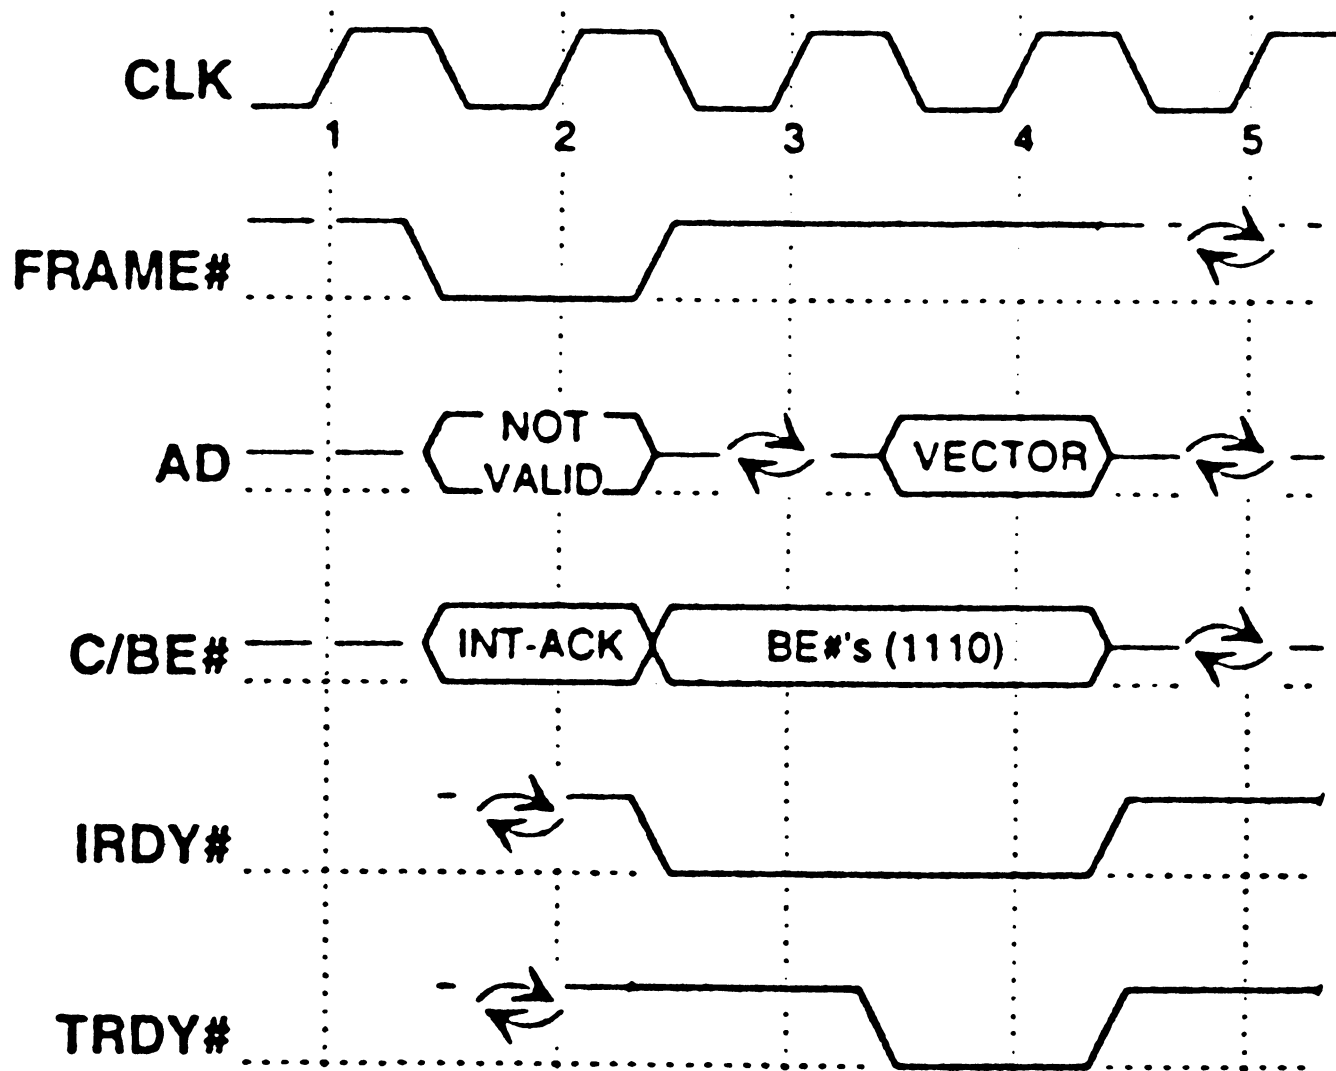 CLK
1 2 3 4 5
FRAME#
AD
NOT
VALID
VECTOR
C/BE#
INT-ACK
BE#'s (1110)
IRDY#
TRDY#